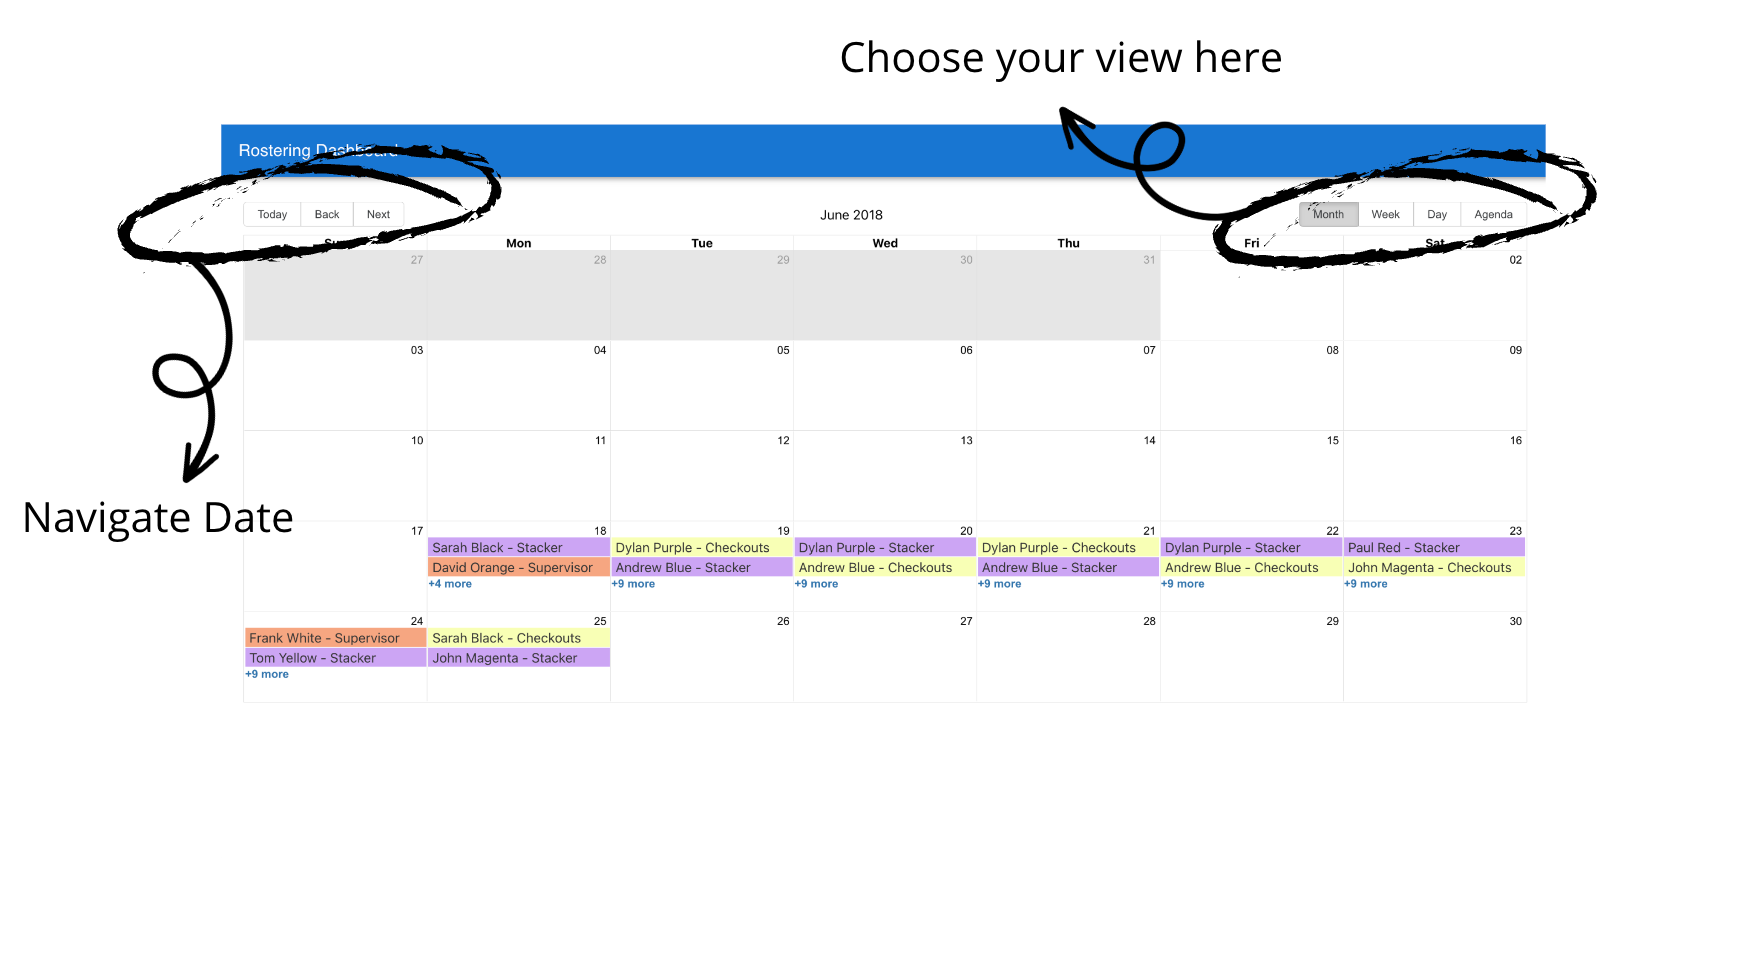 Choose your view here
Rostering Dashboard
Today Back Next June 2018 Month Week Day Agenda
Mon Tue Wed Thu Fri Sat
27 28 29 30 31 02
03 04 05 06 07 08 09
10 11 12 13 14 15 16
Navigate Date
17 18 19 20 21 22 23
Sarah Black - Stacker Dylan Purple - Checkouts Dylan Purple - Stacker Dylan Purple - Checkouts Dylan Purple - Stacker Paul Red - Stacker
David Orange - Supervisor Andrew Blue - Stacker Andrew Blue - Checkouts Andrew Blue - Stacker Andrew Blue - Checkouts John Magenta - Checkouts
+4 more +9 more +9 more +9 more +9 more +9 more
24 25 26 27 28 29 30
Frank White - Supervisor Sarah Black - Checkouts
Tom Yellow - Stacker John Magenta - Stacker
+9 more